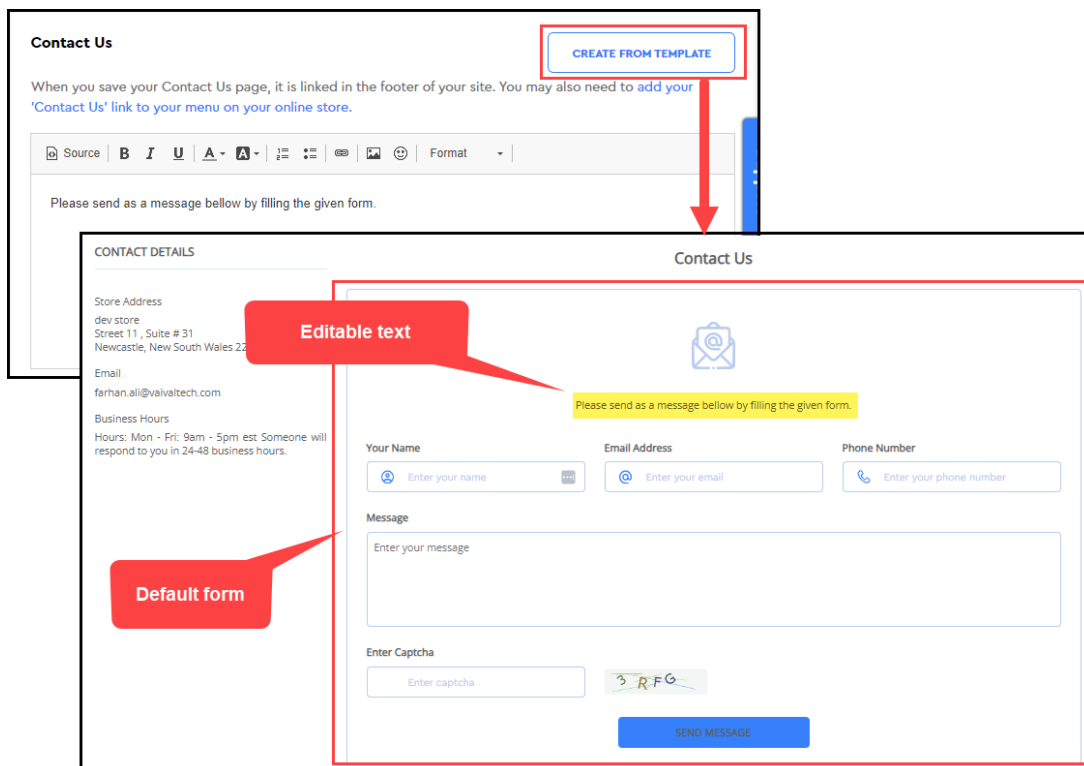 Contact Us
CREATE FROM TEMPLATE
When you save your Contact Us page, it is linked in the footer of your site. You may also need to add your
'Contact Us' link to your menu on your online store.
Source B I U A A Format
Please send as a message bellow by filling the given form.
CONTACT DETAILS
Store Address
dev store
Street 11 , Suite # 31
Newcastle, New South Wales 22
Email
farhan.ali@vaivaltech.com
Business Hours
Hours: Mon - Fri: 9am - 5pm est Someone will
respond to you in 24-48 business hours.
Editable text
Default form
Contact Us
Please send as a message bellow by filling the given form.
Your Name
Email Address
Phone Number
Enter your name
Enter your email
Enter your phone number
Message
Enter your message
Enter Captcha
Enter captcha
3 R F G
SEND MESSAGE